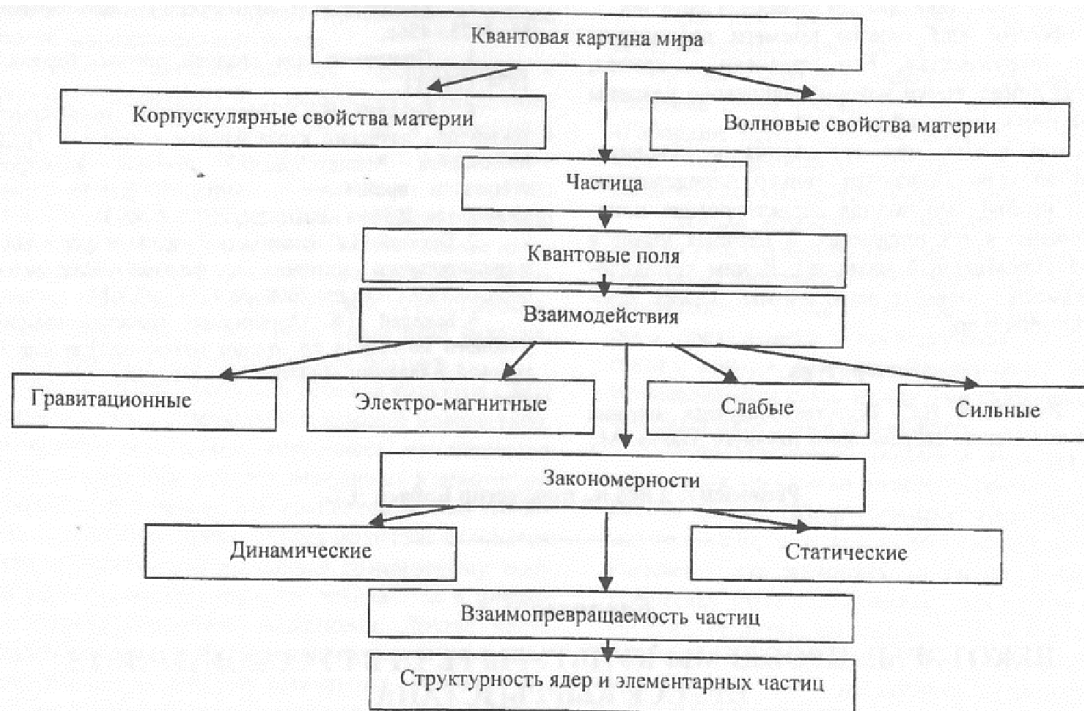 Квантовая картина мира
Корпускулярные свойства материи
Волновые свойства материи
Частица
Квантовые поля
Взаимодействия
Гравитационные
Электро-магнитные
Слабые
Сильные
Закономерности
Динамические
Статические
Взаимопревращаемость частиц
Структурность ядер и элементарных частиц